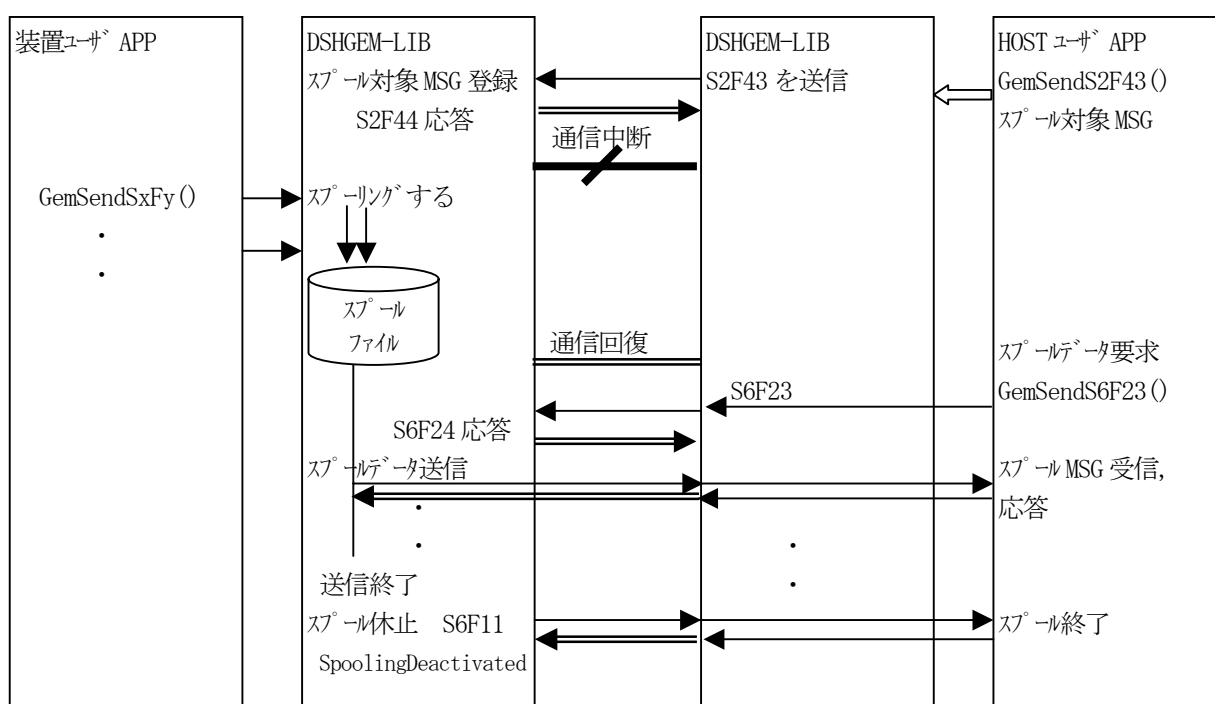 装置ユーザ APP
DSHGEM-LIB
DSHGEM-LIB
HOST ユーザ APP
スプール対象 MSG 登録
S2F43 を送信
GemSendS2F43()
S2F44 応答
スプール対象 MSG
通信中断
GemSendSxFy()
スプーリングする
・
・
スプール
ファイル
通信回復
スプールデータ要求
S6F23
GemSendS6F23()
S6F24 応答
スプールデータ送信
スプール MSG 受信,
応答
・
・
・
・
送信終了
スプール休止　S6F11
スプール終了
SpoolingDeactivated